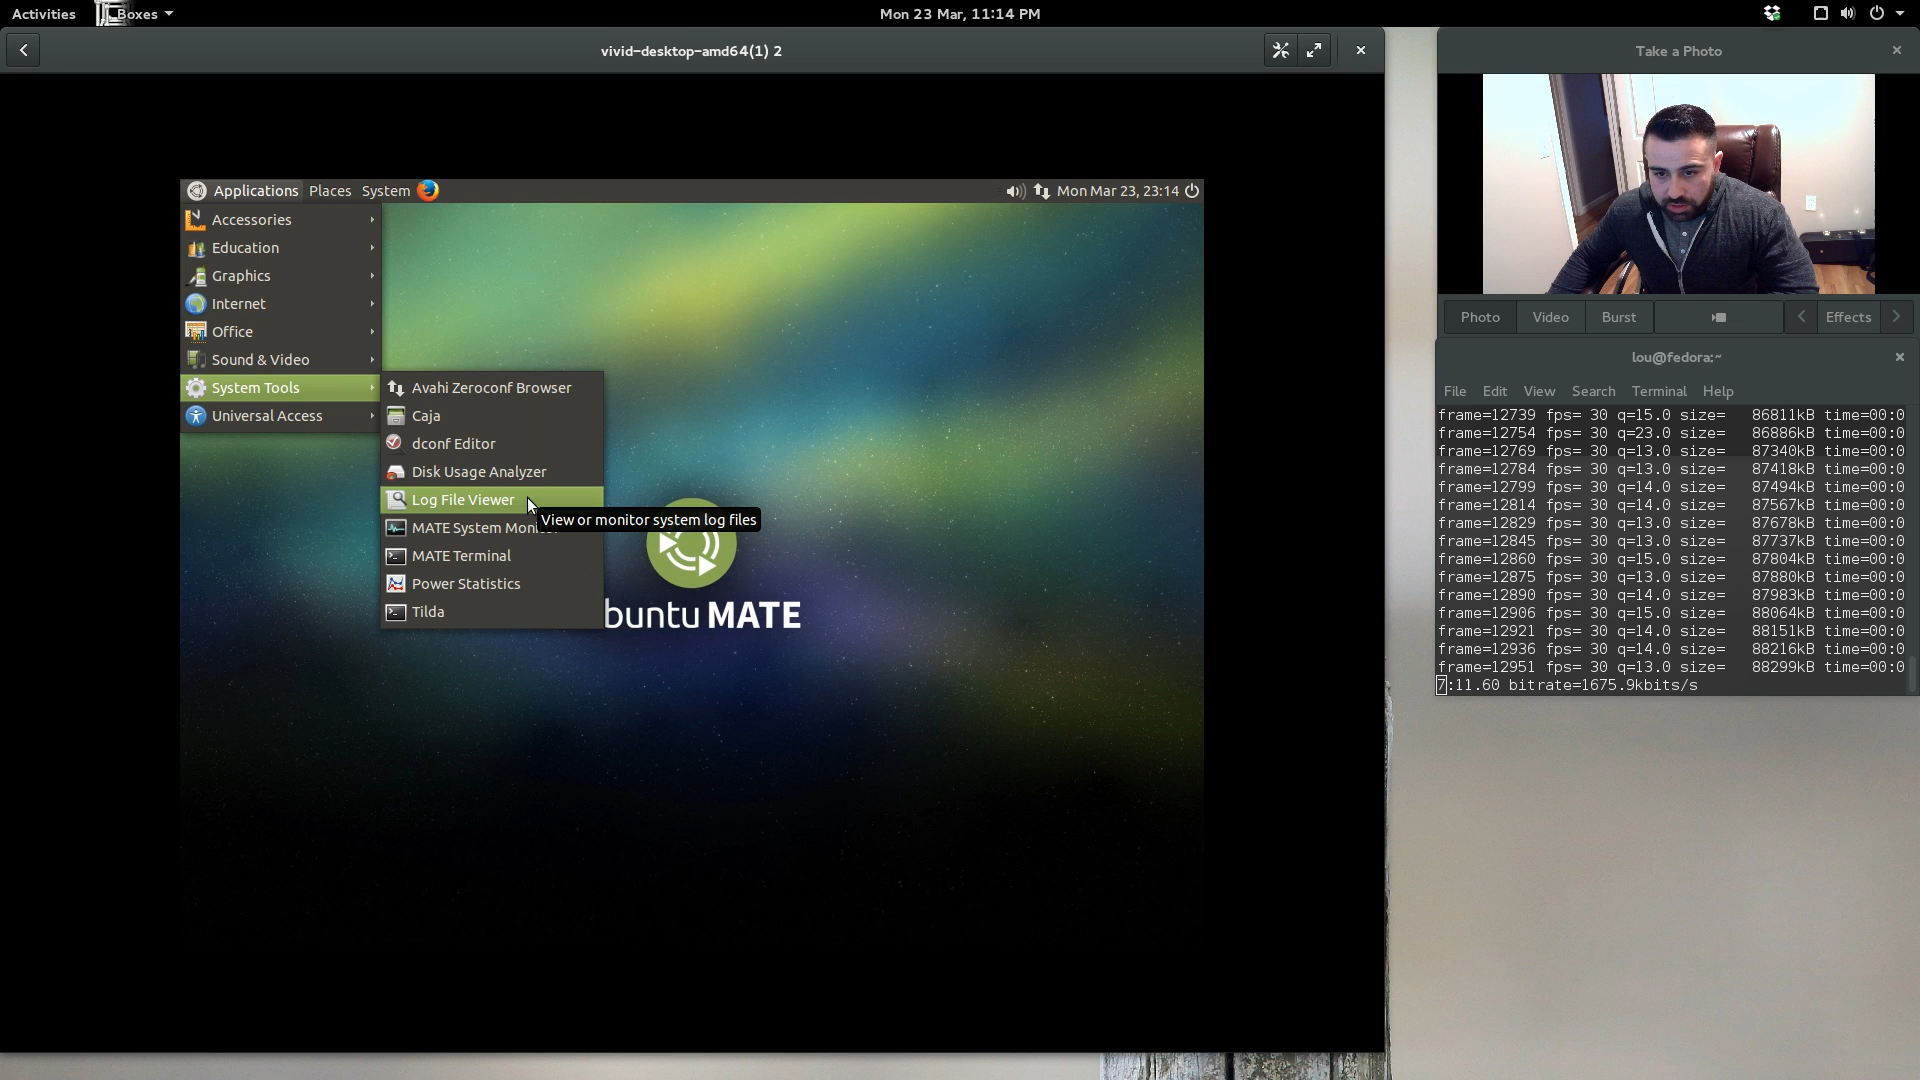 Activities
Boxes
Mon 23 Mar, 11:14 PM
vivid-desktop-amd64(1) 2
Applications Places System
Mon Mar 23, 23:14
Accessories
Education
Graphics
Internet
Office
Sound & Video
System Tools
Universal Access
Avahi Zeroconf Browser
Caja
dconf Editor
Disk Usage Analyzer
Log File Viewer
View or monitor system log files
MATE System Moni
MATE Terminal
Power Statistics
Tilda
buntu MATE
Take a Photo
Photo Video Burst Effects
lou@fedora:~
File Edit View Search Terminal Help
frame=12739 fps= 30 q=15.0 size=   86811kB time=00:0
frame=12754 fps= 30 q=23.0 size=   86886kB time=00:0
frame=12769 fps= 30 q=13.0 size=   87340kB time=00:0
frame=12784 fps= 30 q=13.0 size=   87418kB time=00:0
frame=12799 fps= 30 q=14.0 size=   87494kB time=00:0
frame=12814 fps= 30 q=14.0 size=   87567kB time=00:0
frame=12829 fps= 30 q=13.0 size=   87678kB time=00:0
frame=12845 fps= 30 q=13.0 size=   87737kB time=00:0
frame=12860 fps= 30 q=15.0 size=   87804kB time=00:0
frame=12875 fps= 30 q=13.0 size=   87880kB time=00:0
frame=12890 fps= 30 q=14.0 size=   87983kB time=00:0
frame=12906 fps= 30 q=15.0 size=   88064kB time=00:0
frame=12921 fps= 30 q=14.0 size=   88151kB time=00:0
frame=12936 fps= 30 q=14.0 size=   88216kB time=00:0
frame=12951 fps= 30 q=13.0 size=   88299kB time=00:0
7:11.60 bitrate=1675.9kbits/s